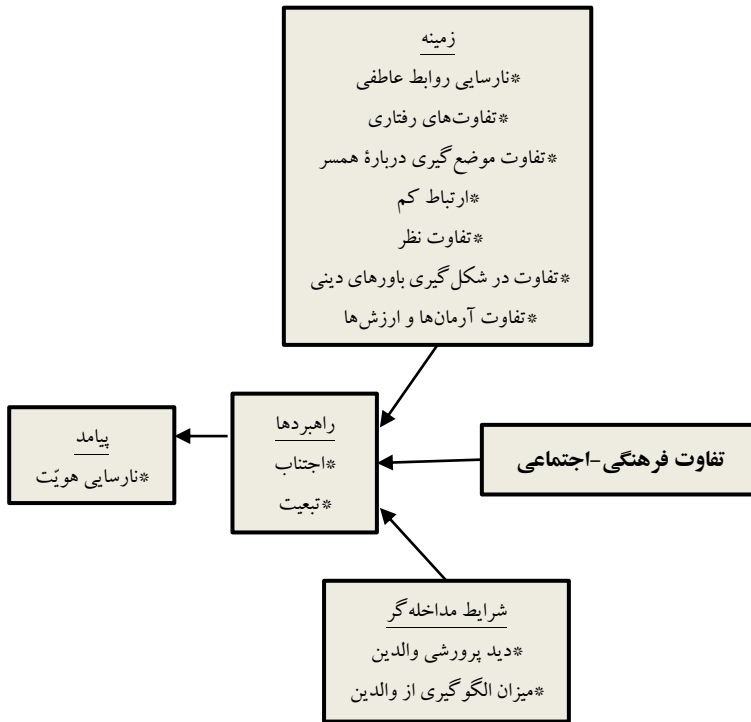 زمینه
*نارسایی روابط عاطفی
*تفاوت‌های رفتاری
*تفاوت موضع‌گیری دربارۀ همسر
*ارتباط کم
*تفاوت نظر
*تفاوت در شکل‌گیری باورهای دینی
*تفاوت آرمان‌ها و ارزش‌ها
تفاوت فرهنگی-اجتماعی
راهبردها
*اجتناب
*تبعیت
پیامد
*نارسایی هویّت
شرایط مداخله‌گر
*دید پرورشی والدین
*میزان الگوگیری از والدین